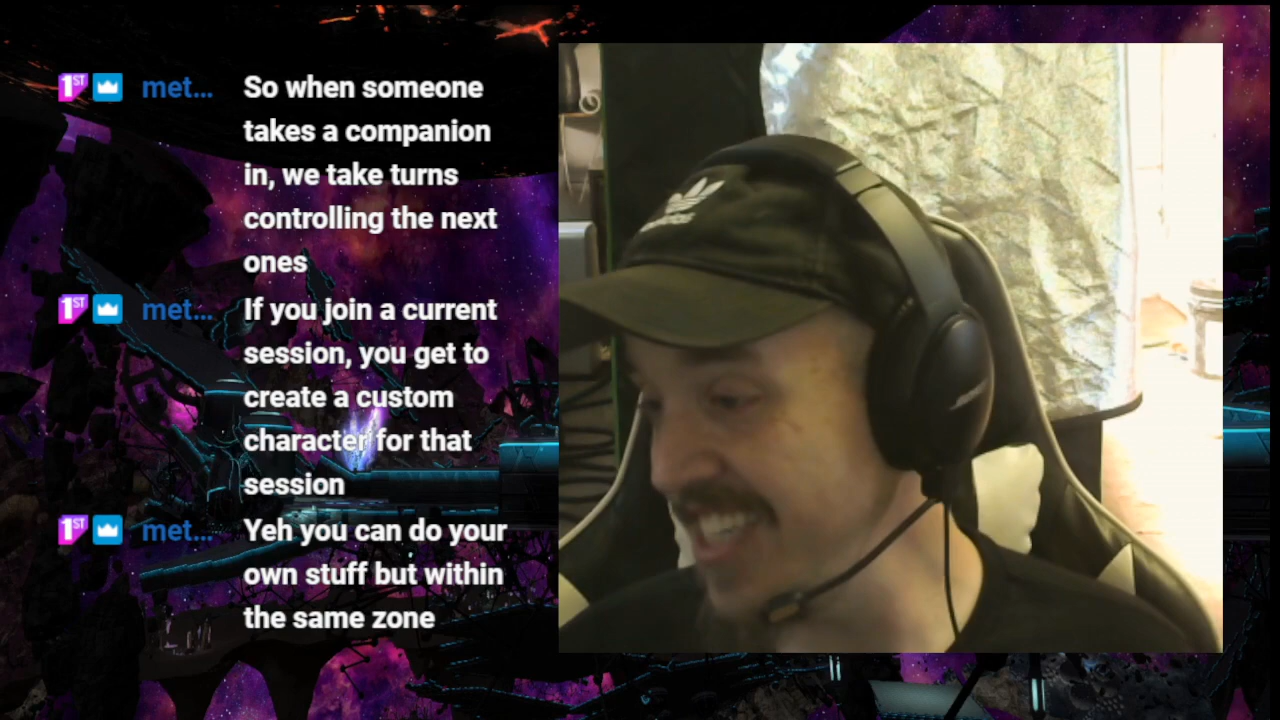 1ST met... So when someone
takes a companion
in, we take turns
controlling the next
ones
1ST met... If you join a current
session, you get to
create a custom
character for that
session
1ST met... Yeh you can do your
own stuff but within
the same zone
adidas
BOSE